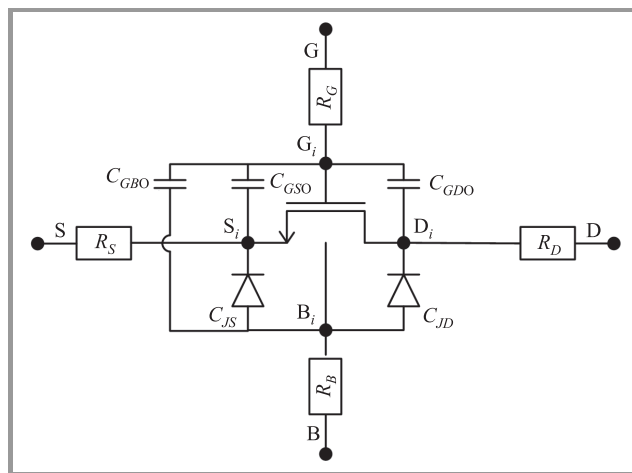 G
R_G
G_i
C_GBO
C_GSO
C_GDO
S
R_S
S_i
D_i
R_D
D
C_JS
B_i
C_JD
R_B
B